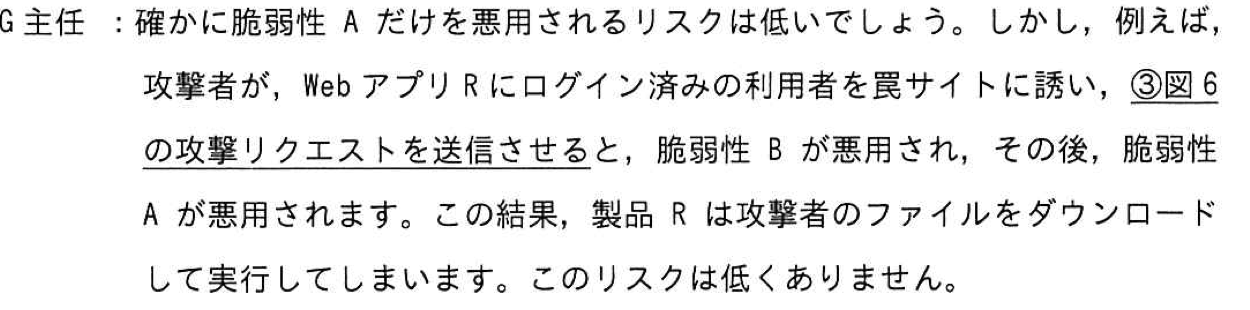 G 主任　：確かに脆弱性 A だけを悪用されるリスクは低いでしょう。しかし，例えば，
攻撃者が，Web アプリ R にログイン済みの利用者を罠サイトに誘い，③図 6
の攻撃リクエストを送信させると，脆弱性 B が悪用され，その後，脆弱性
A が悪用されます。この結果，製品 R は攻撃者のファイルをダウンロード
して実行してしまいます。このリスクは低くありません。